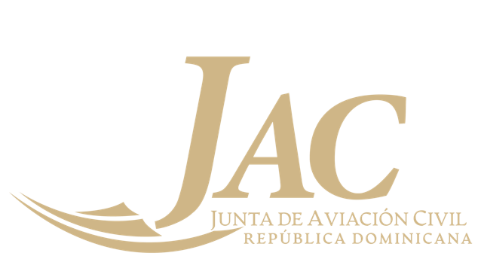 JAC
JUNTA DE AVIACIÓN CIVIL
REPÚBLICA DOMINICANA